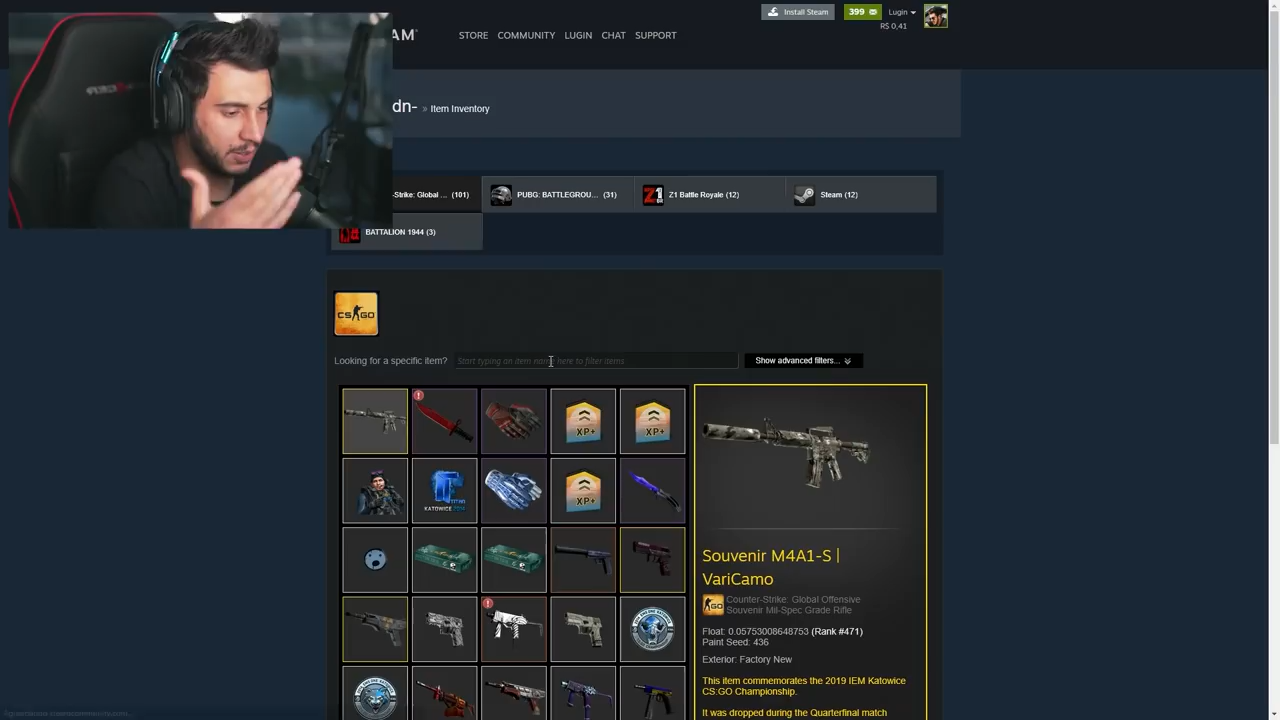 Install Steam
399
Lugin
R$ 0,41
AM
STORE COMMUNITY UGIN CHAT SUPPORT
dn- » Item Inventory
-Strike: Global ... (101)
PUBG: BATTLEGROU... (31)
Z1 Battle Royale (12)
Steam (12)
BATTALION 1944 (3)
CS GO
Looking for a specific item?
Start typing an item name here to filter items
Show advanced filters...
XP+
XP+
KATOWICE 2014
XP+
Souvenir M4A1-S |
VariCamo
CS GO
Counter-Strike: Global Offensive
Souvenir Mil-Spec Grade Rifle
Float: 0.05753008648753 (Rank #471)
Paint Seed: 436
Exterior: Factory New
This item commemorates the 2019 IEM Katowice
CS:GO Championship.
It was dropped during the Quarterfinal match